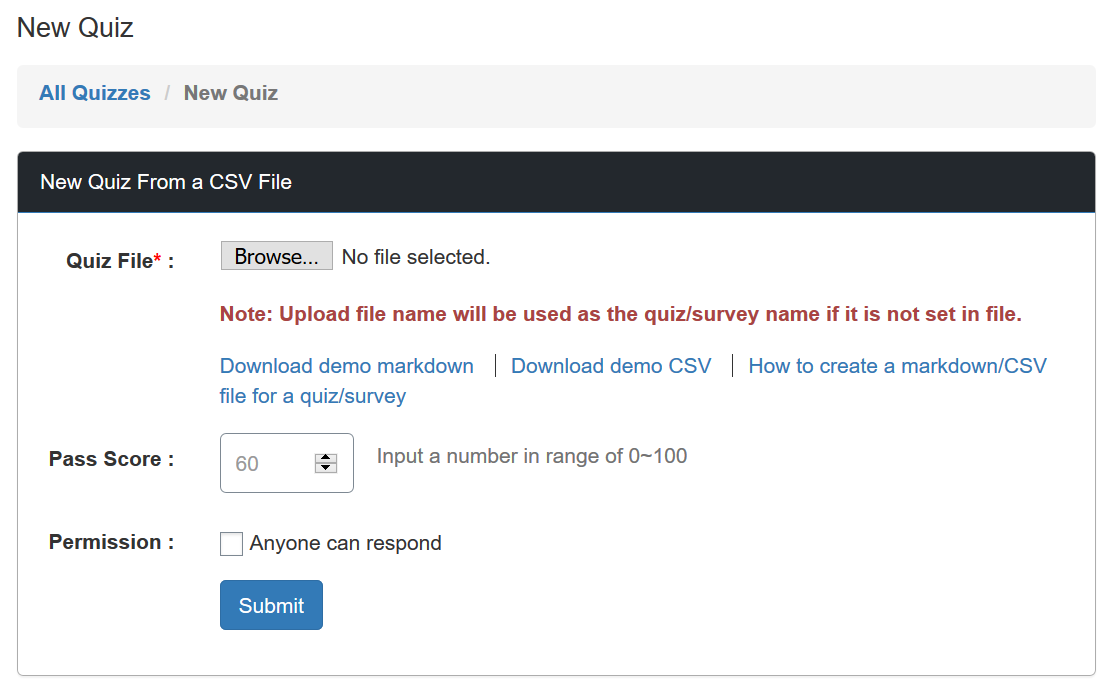 New Quiz
All Quizzes / New Quiz
New Quiz From a CSV File
Quiz File* : Browse... No file selected.
Note: Upload file name will be used as the quiz/survey name if it is not set in file.
Download demo markdown | Download demo CSV | How to create a markdown/CSV
file for a quiz/survey
Pass Score : 60 Input a number in range of 0~100
Permission : Anyone can respond
Submit